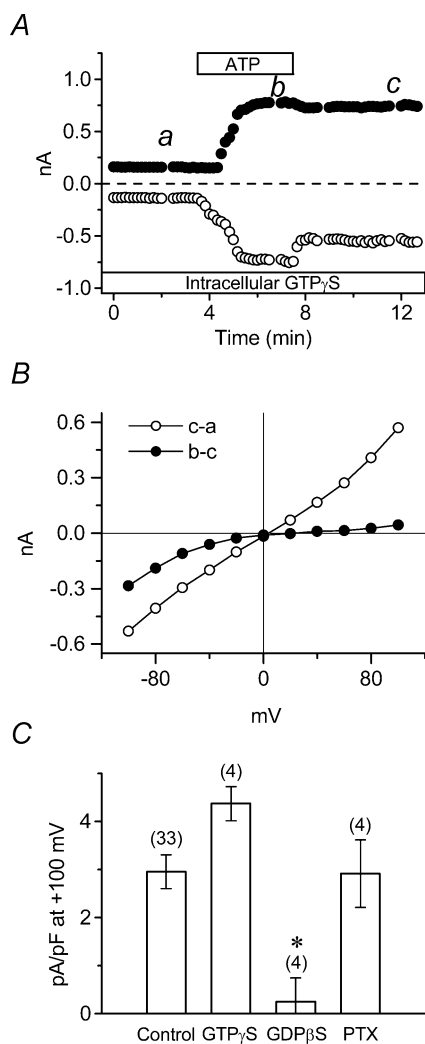 A
ATP
a
b
c
1.0
0.5
0.0
-0.5
-1.0
nA
Intracellular GTPγS
0 4 8 12
Time (min)
B
c-a
b-c
0.6
0.3
0.0
-0.3
-0.6
nA
-80 0 80
mV
C
4
2
0
pA/pF at +100 mV
(33)
(4)
*
(4)
(4)
Control GTPγS GDPβS PTX